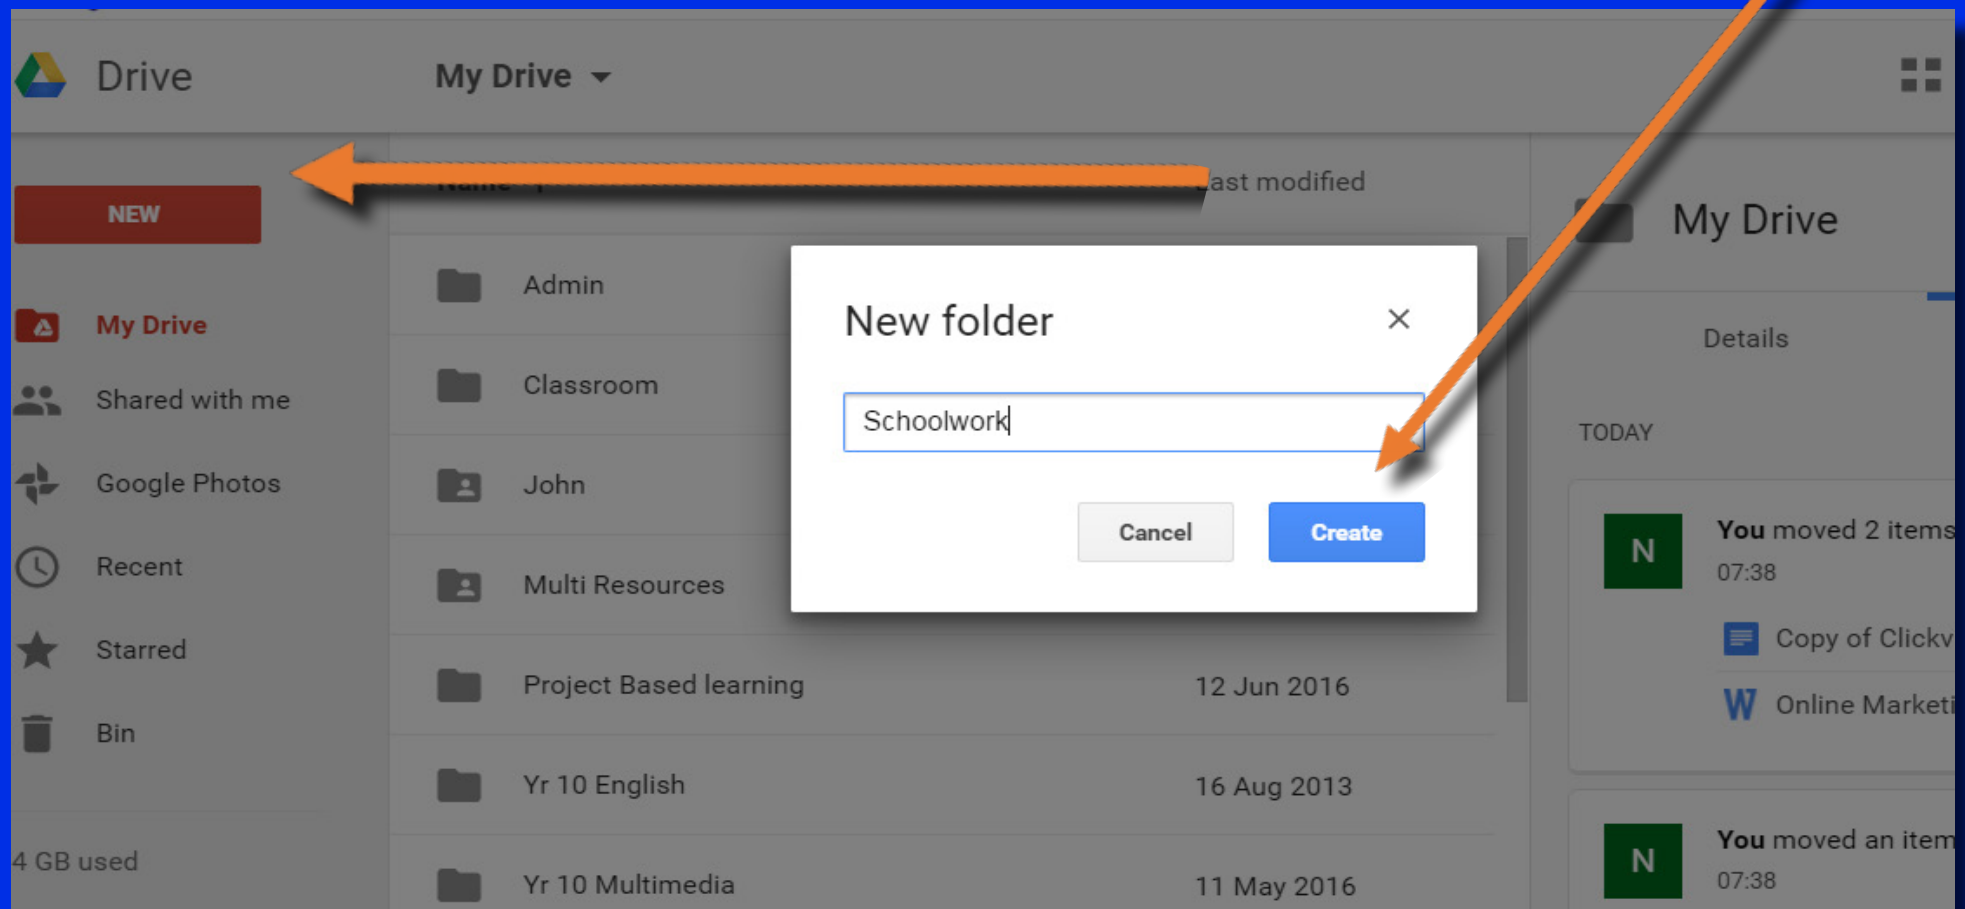 Drive
My Drive
NEW
My Drive
Shared with me
Google Photos
Recent
Starred
Bin
4 GB used
Name
Last modified
Admin
Classroom
John
Multi Resources
Project Based learning 12 Jun 2016
Yr 10 English 16 Aug 2013
Yr 10 Multimedia 11 May 2016
New folder
Schoolwork
Cancel Create
My Drive
Details
TODAY
N
You moved 2 items
07:38
Copy of Clickv
W Online Marketi
N
You moved an item
07:38